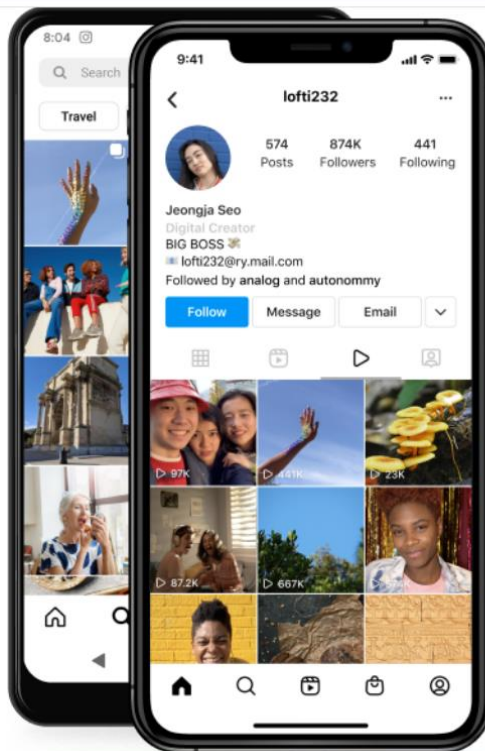 8:04
Search
Travel
9:41
lofti232
574
874K
441
Posts
Followers
Following
Jeongja Seo
Digital Creator
BIG BOSS
lofti232@ry.mail.com
Followed by analog and autonommy
Follow
Message
Email
97K
441K
23K
87.2K
667K